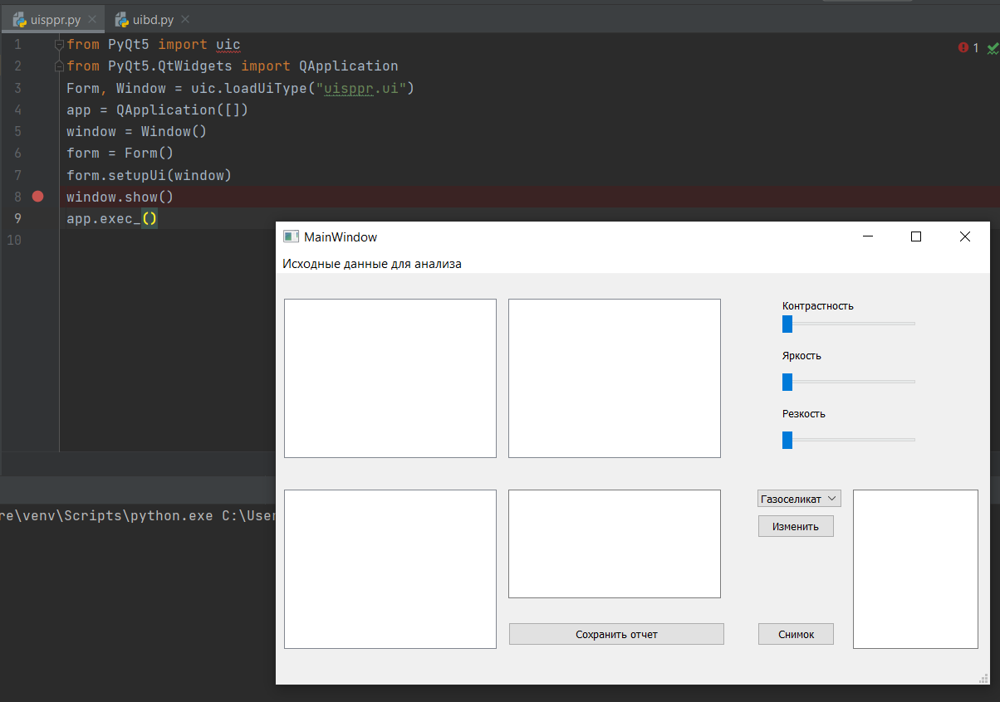 uisppr.py uibd.py
1 from PyQt5 import uic
1
2 from PyQt5.QtWidgets import QApplication
3 Form, Window = uic.loadUiType("uisppr.ui")
4 app = QApplication([])
5 window = Window()
6 form = Form()
7 form.setupUi(window)
8 window.show()
9 app.exec_()
10
MainWindow
Исходные данные для анализа
Контрастность
Яркость
Резкость
Газоселикат
Изменить
Сохранить отчет
Снимок
re\venv\Scripts\python.exe C:\User